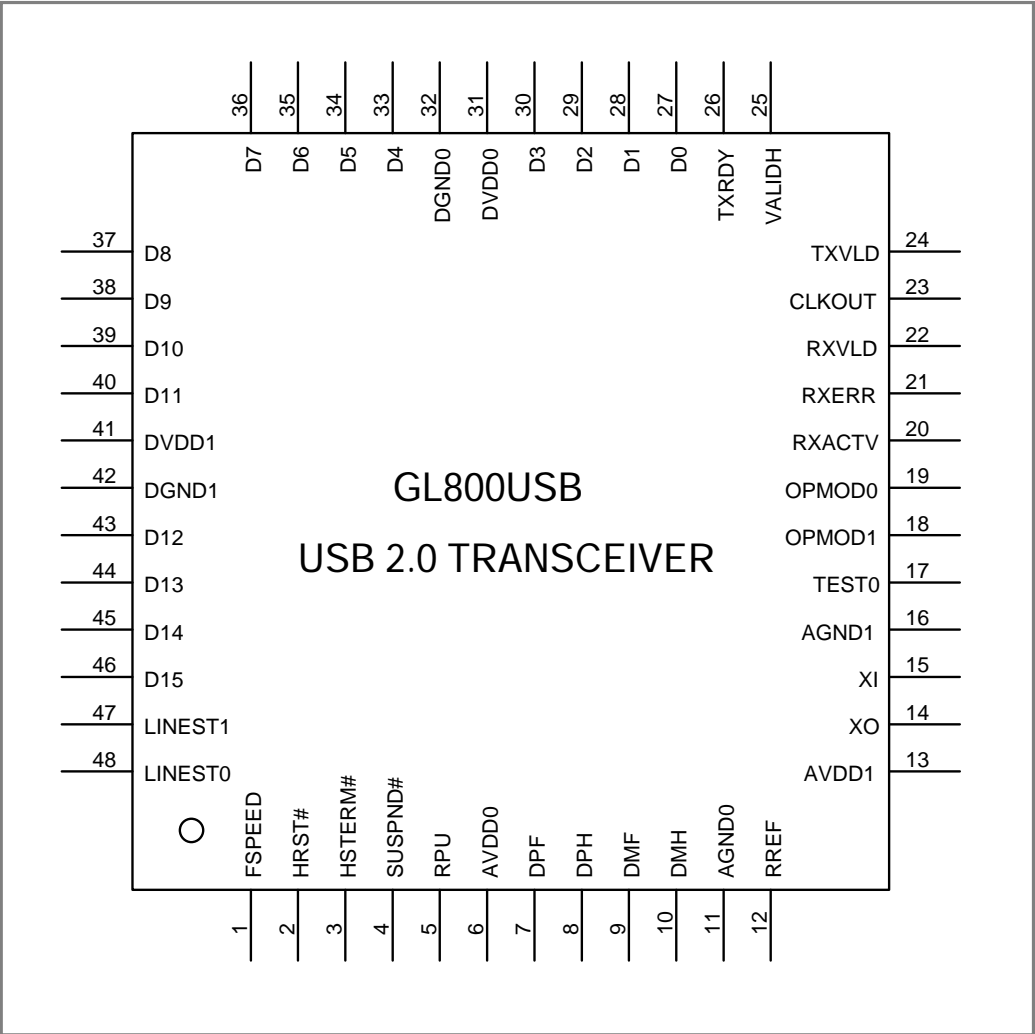 36 35 34 33 32 31 30 29 28 27 26 25
D7 D6 D5 D4 DGND0 DVDD0 D3 D2 D1 D0 TXRDY VALIDH
37 D8 TXVLD 24
38 D9 CLKOUT 23
39 D10 RXVLD 22
40 D11 RXERR 21
41 DVDD1 RXACTV 20
42 DGND1 OPMOD0 19
GL800USB
43 D12 OPMOD1 18
USB 2.0 TRANSCEIVER
44 D13 TEST0 17
45 D14 AGND1 16
46 D15 XI 15
47 LINEST1 XO 14
48 LINEST0 AVDD1 13
FSPEED HRST# HSTERM# SUSPND# RPU AVDD0 DPF DPH DMF DMH AGND0 RREF
1 2 3 4 5 6 7 8 9 10 11 12